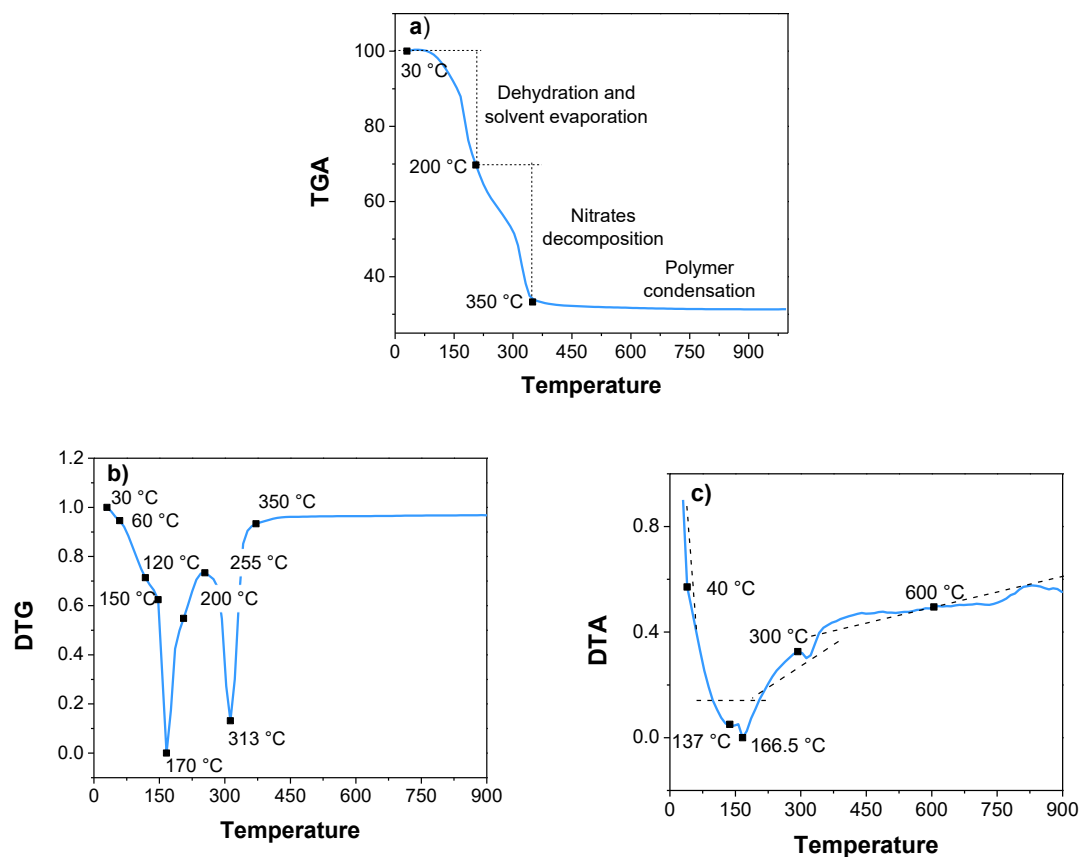 a)
100
80
60
40
TGA
30 °C
Dehydration and
solvent evaporation
200 °C
Nitrates
decomposition
Polymer
condensation
350 °C
0 150 300 450 600 750 900
Temperature
b)
1.2
1.0
0.8
0.6
0.4
0.2
0.0
DTG
30 °C
60 °C
350 °C
120 °C
255 °C
150 °C
200 °C
313 °C
170 °C
0 150 300 450 600 750 900
Temperature
c)
0.8
0.4
0.0
DTA
40 °C
600 °C
300 °C
137 °C
166.5 °C
0 150 300 450 600 750 900
Temperature